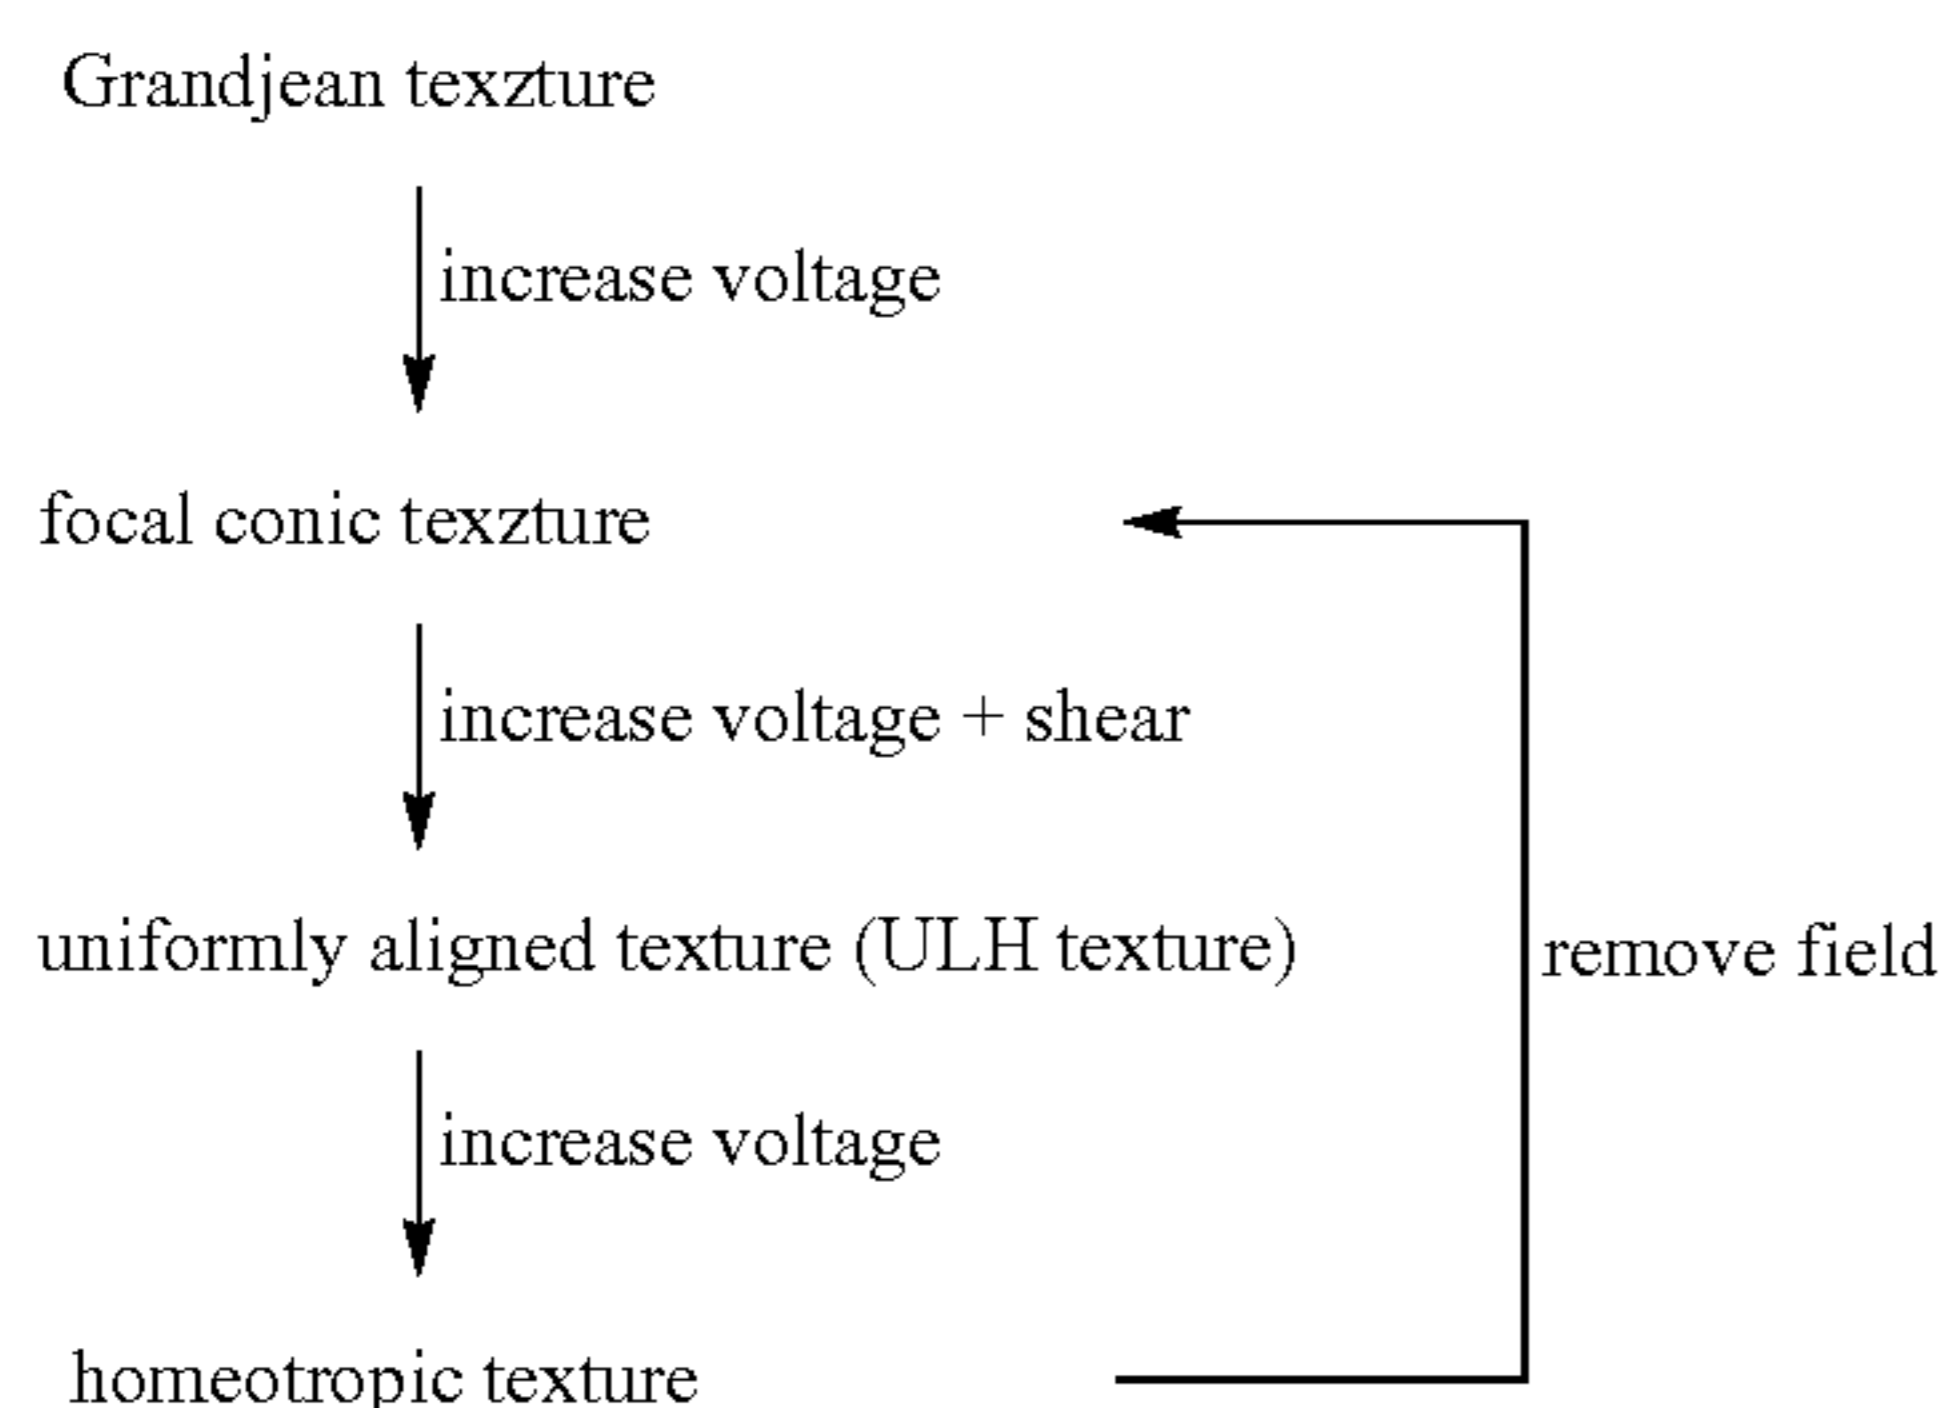 Grandjean texzture
increase voltage
focal conic texzture
increase voltage + shear
uniformly aligned texture (ULH texture)
remove field
increase voltage
homeotropic texture